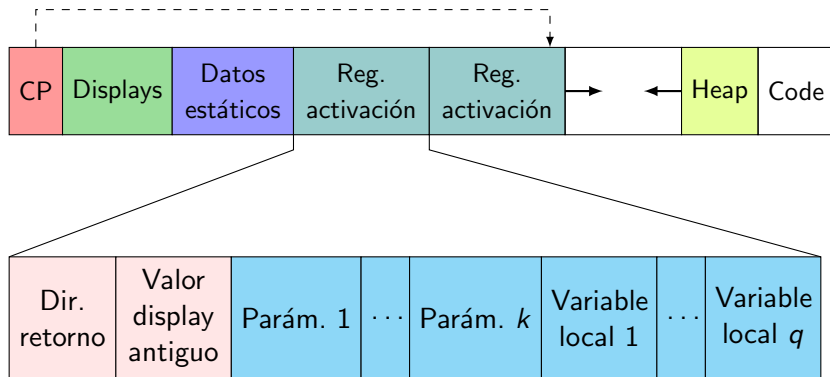 CP
Displays
Datos
estáticos
Reg.
activación
Reg.
activación
Heap
Code
Dir.
retorno
Valor
display
antiguo
Parám. 1
···
Parám. k
Variable
local 1
···
Variable
local q